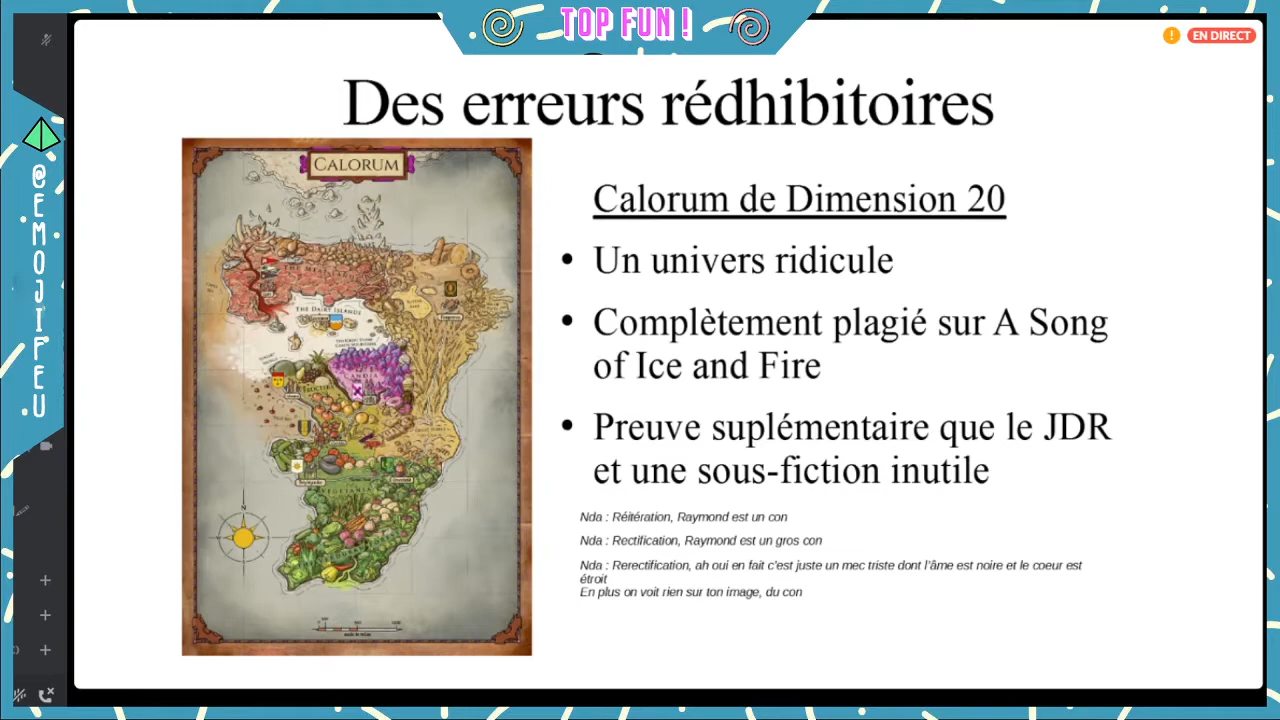 TOP FUN !
EN DIRECT
@EMOJIFEU
Des erreurs rédhibitoires
CALORUM
THE DAIRY ISLANDS
Calorum de Dimension 20
• Un univers ridicule
• Complètement plagié sur A Song
of Ice and Fire
• Preuve suplémentaire que le JDR
et une sous-fiction inutile
Nda : Réitération, Raymond est un con
Nda : Rectification, Raymond est un gros con
Nda : Rerectification, ah oui en fait c'est juste un mec triste dont l'âme est noire et le coeur est
étroit
En plus on voit rien sur ton image, du con
N